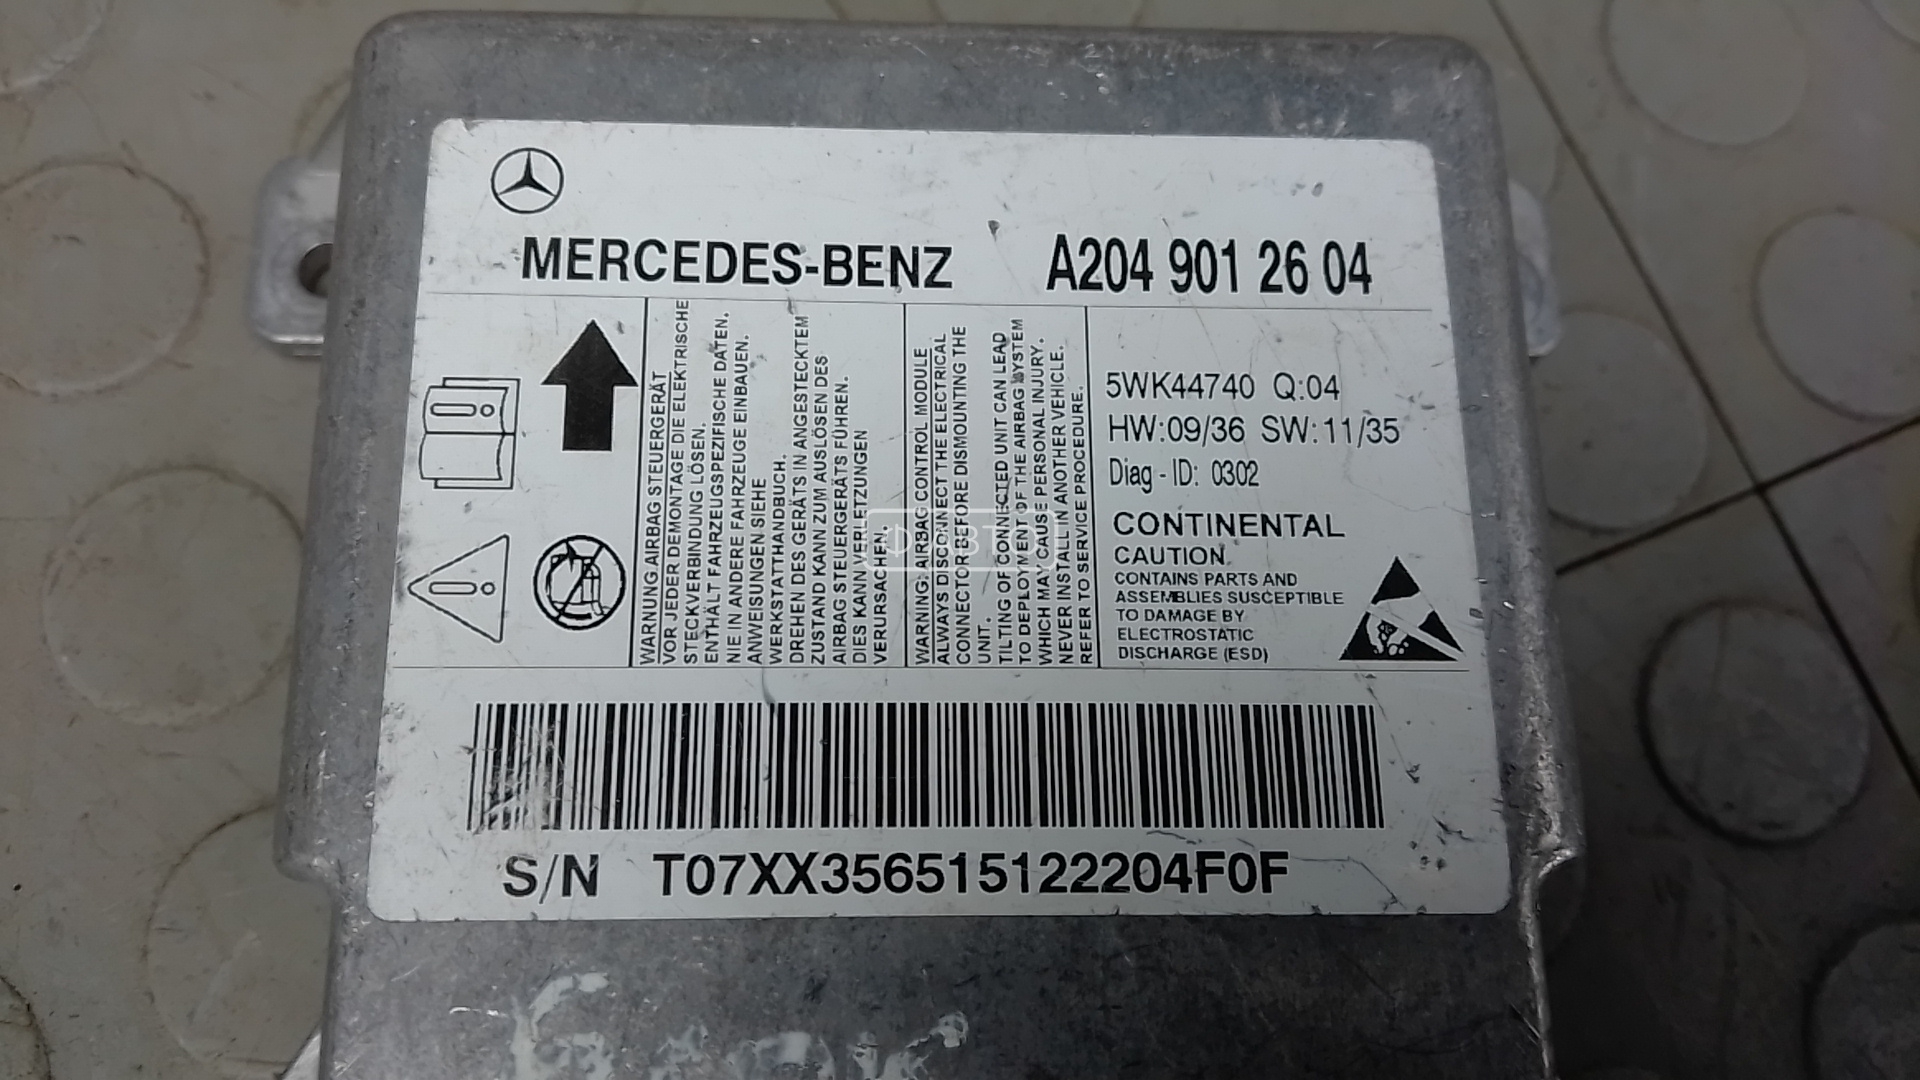 MERCEDES-BENZ A204 901 26 04
WARNUNG AIRBAG STEUERGERÄT
VOR JEDER DEMONTAGE DIE ELEKTRISCHE
STECKVERBINDUNG LÖSEN.
ENTHÄLT FAHRZEUGSPEZIFISCHE DATEN.
NIE IN ANDERE FAHRZEUGE EINBAUEN.
ANWEISUNGEN SIEHE
WERKSTATTHANDBUCH.
DREHEN DES GERÄTS IN ANGESTECKTEM
ZUSTAND KANN ZUM AUSLÖSEN DES
AIRBAG STEUERGERÄTS FÜHREN.
DIES KANN VERLETZUNGEN
VERURSACHEN.
WARNING: AIRBAG CONTROL MODULE
ALWAYS DISCONNECT THE ELECTRICAL
CONNECTOR BEFORE DISMOUNTING THE
UNIT.
TILTING OF CONNECTED UNIT CAN LEAD
TO DEPLOYMENT OF THE AIRBAG SYSTEM
WHICH MAY CAUSE PERSONAL INJURY.
NEVER INSTALL IN ANOTHER VEHICLE.
REFER TO SERVICE PROCEDURE.
5WK44740 Q:04
HW:09/36 SW:11/35
Diag - ID: 0302
CONTINENTAL
CAUTION
CONTAINS PARTS AND
ASSEMBLIES SUSCEPTIBLE
TO DAMAGE BY
ELECTROSTATIC
DISCHARGE (ESD)
S/N T07XX356515122204F0F